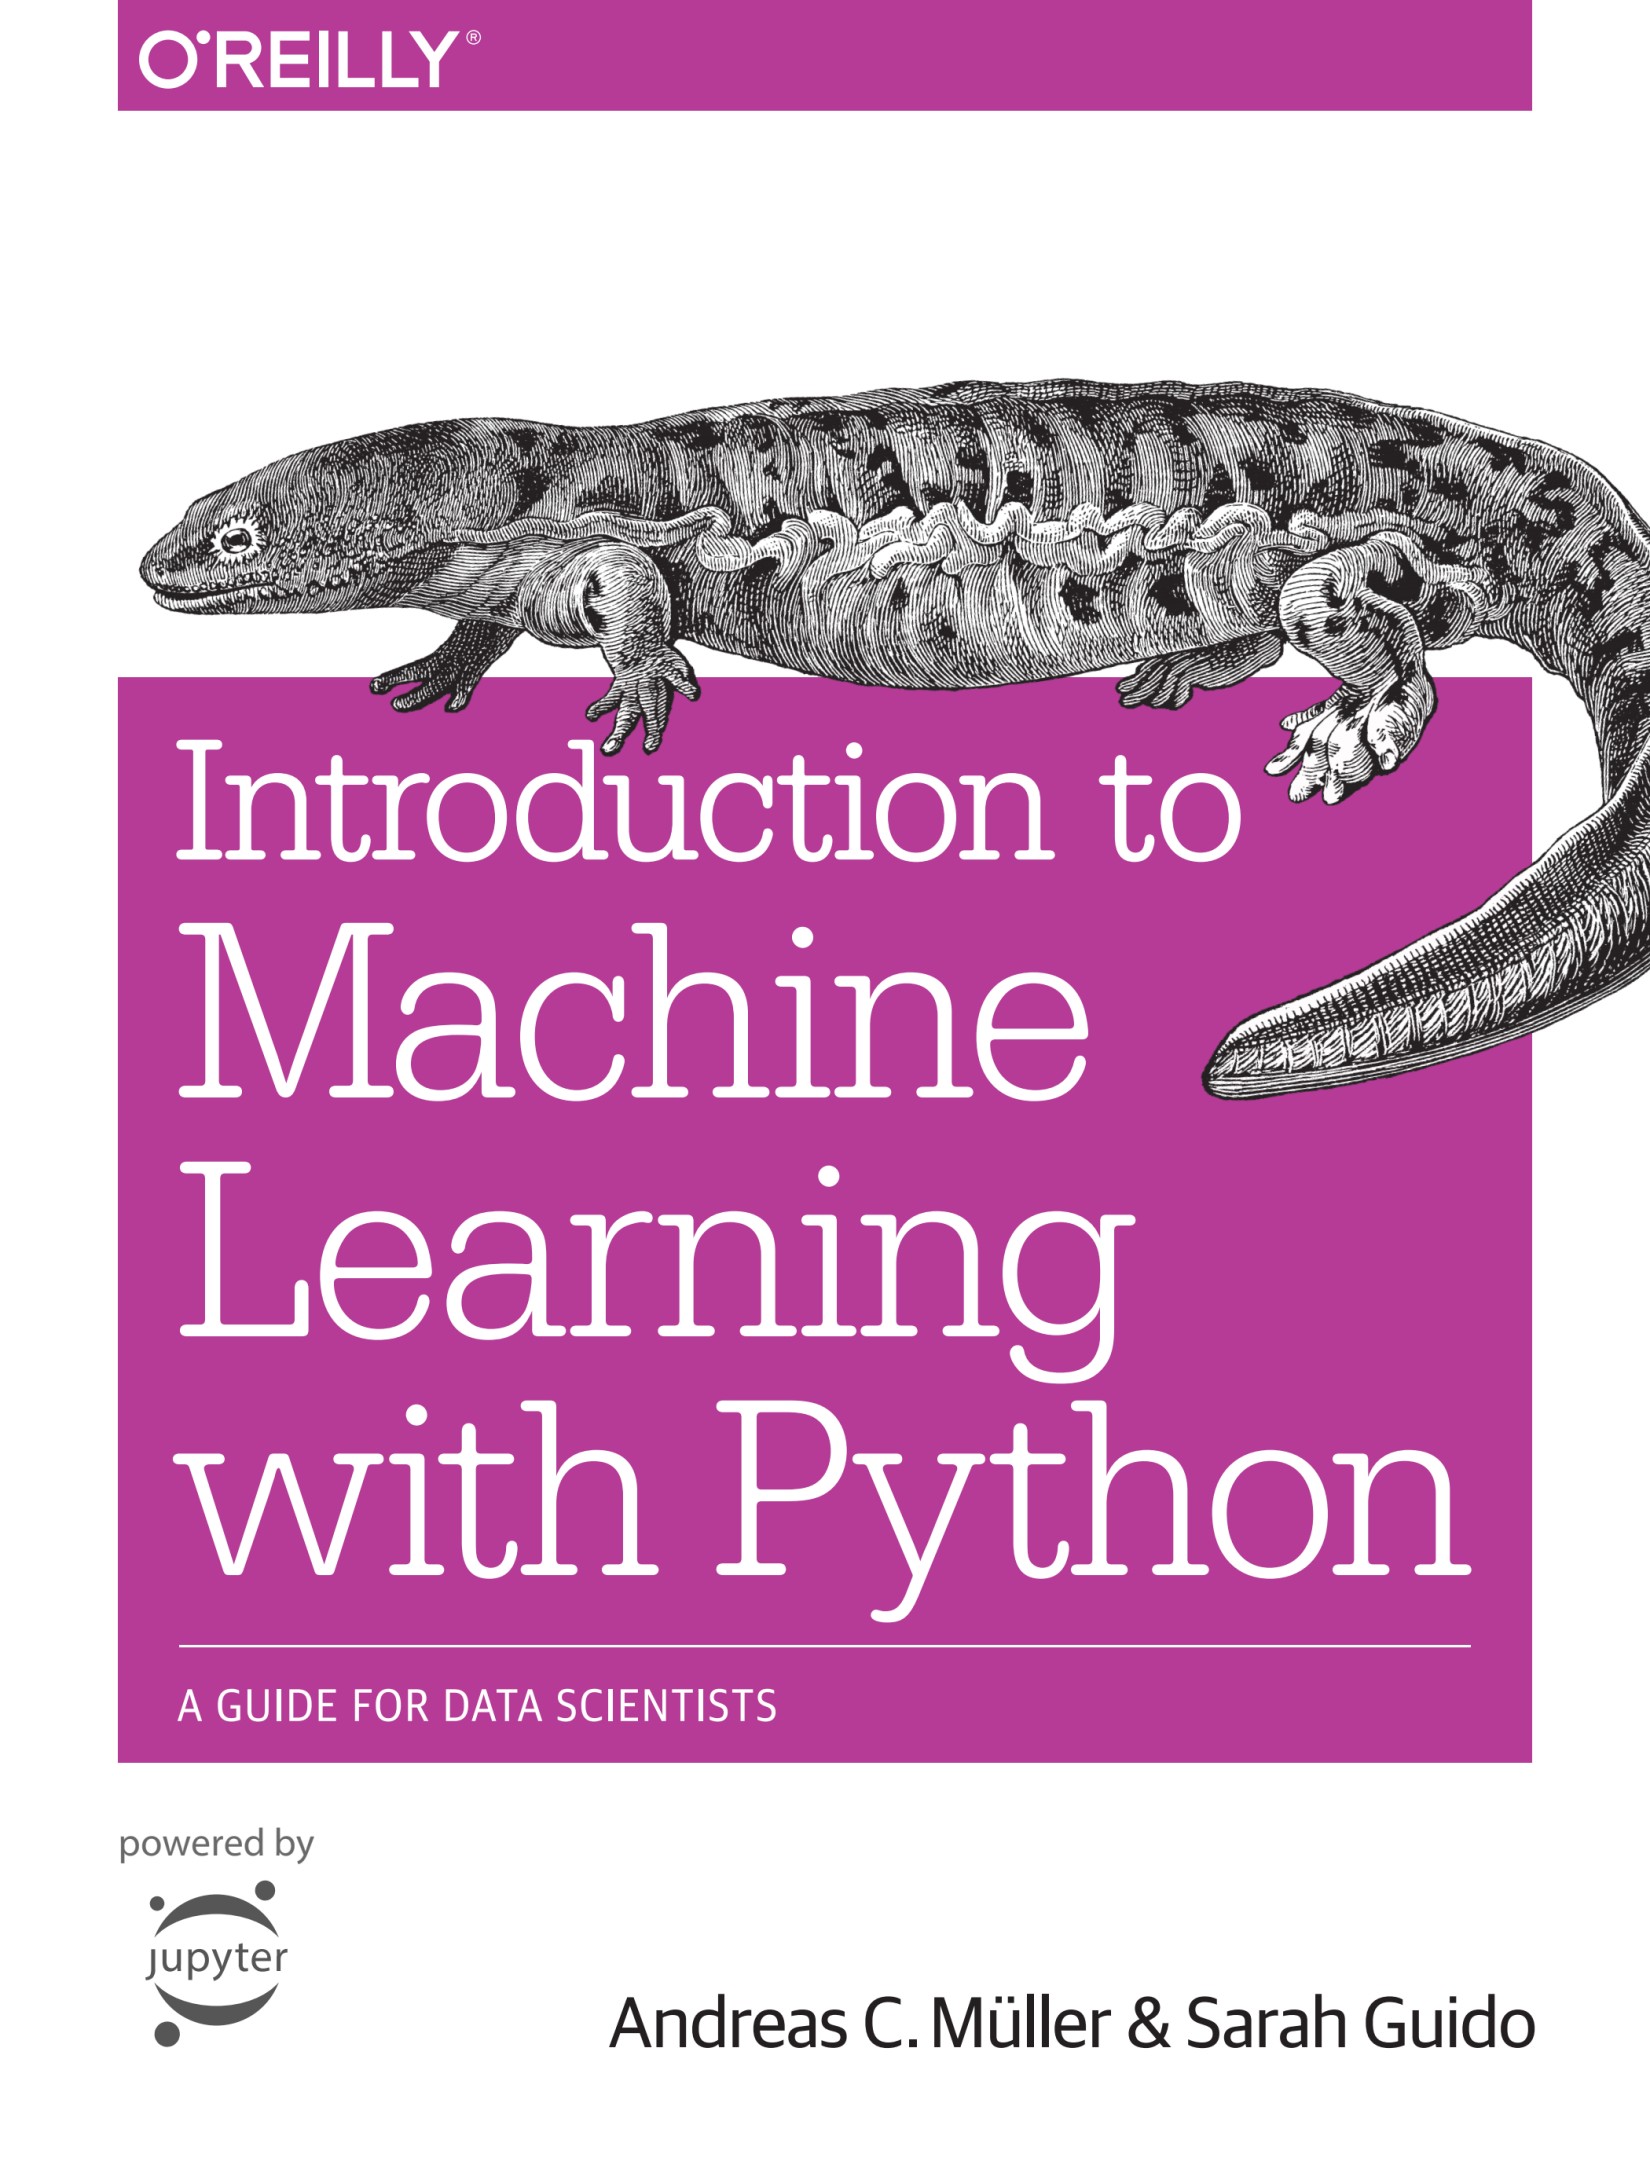 O'REILLY®
Introduction to
Machine
Learning
with Python
A GUIDE FOR DATA SCIENTISTS
powered by
jupyter
Andreas C. Müller & Sarah Guido